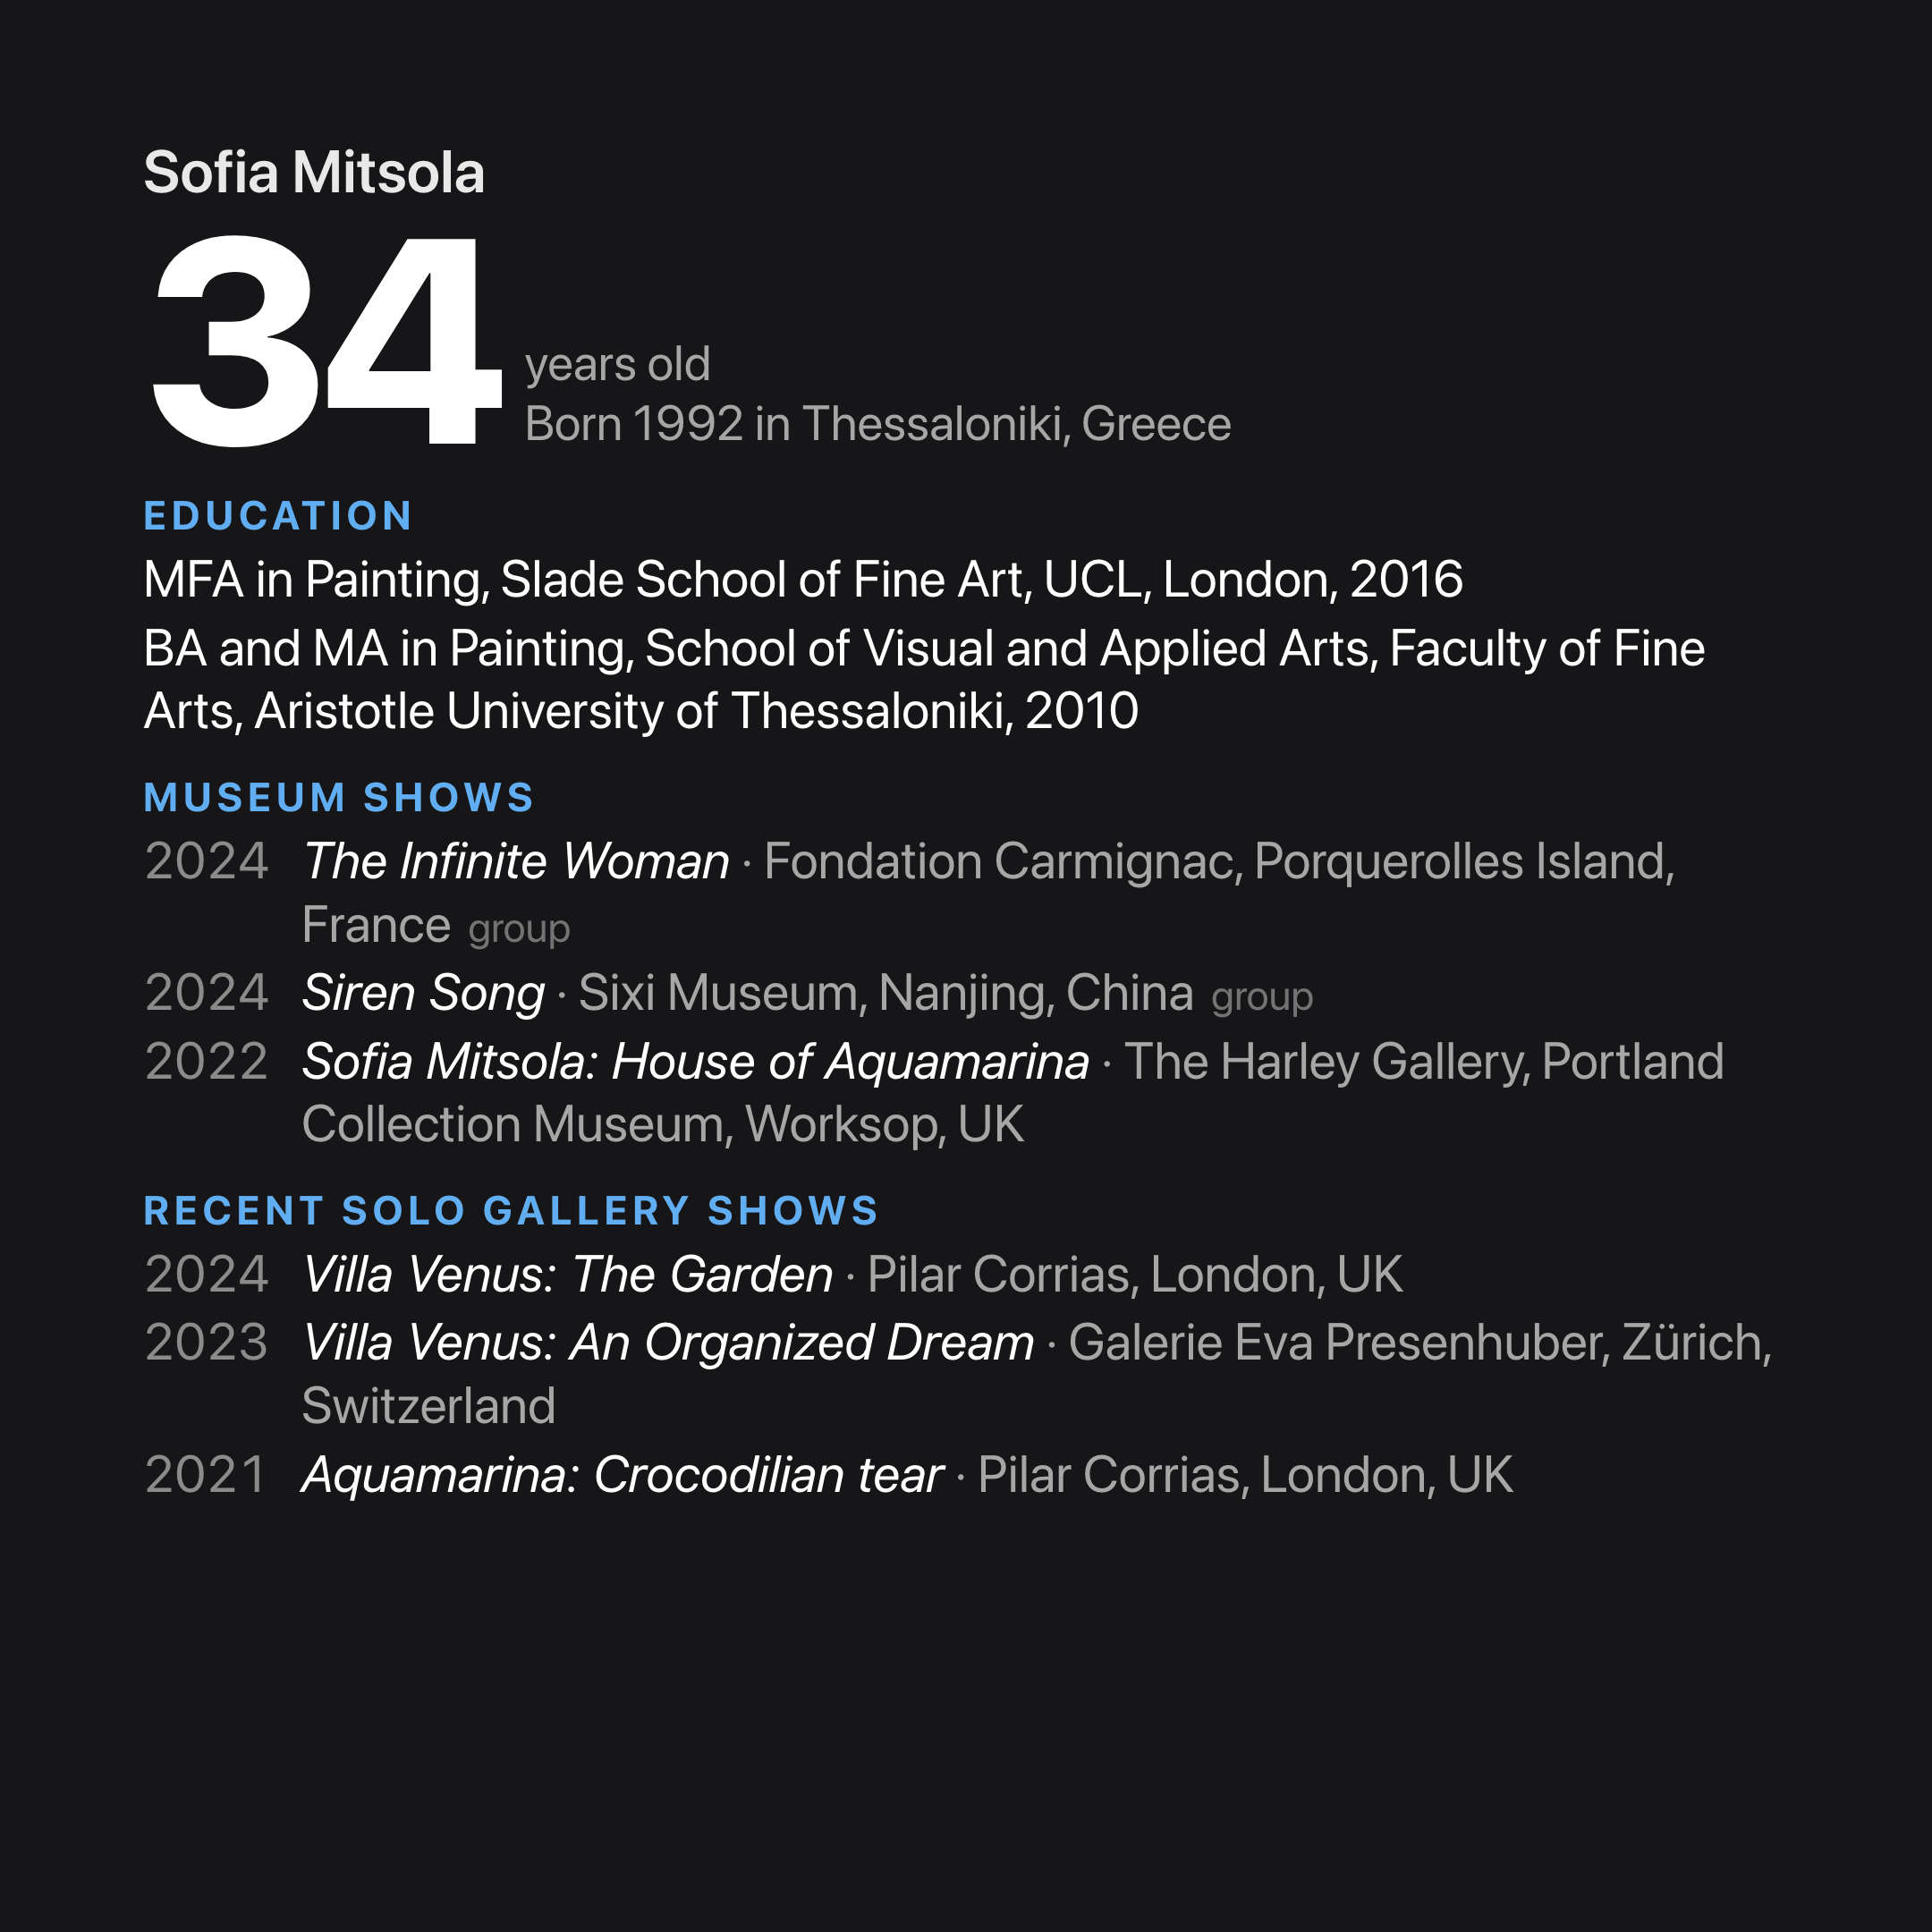 Sofia Mitsola
34 years old
Born 1992 in Thessaloniki, Greece
EDUCATION
MFA in Painting, Slade School of Fine Art, UCL, London, 2016
BA and MA in Painting, School of Visual and Applied Arts, Faculty of Fine
Arts, Aristotle University of Thessaloniki, 2010
MUSEUM SHOWS
2024 The Infinite Woman · Fondation Carmignac, Porquerolles Island,
France group
2024 Siren Song · Sixi Museum, Nanjing, China group
2022 Sofia Mitsola: House of Aquamarina · The Harley Gallery, Portland
Collection Museum, Worksop, UK
RECENT SOLO GALLERY SHOWS
2024 Villa Venus: The Garden · Pilar Corrias, London, UK
2023 Villa Venus: An Organized Dream · Galerie Eva Presenhuber, Zürich,
Switzerland
2021 Aquamarina: Crocodilian tear · Pilar Corrias, London, UK